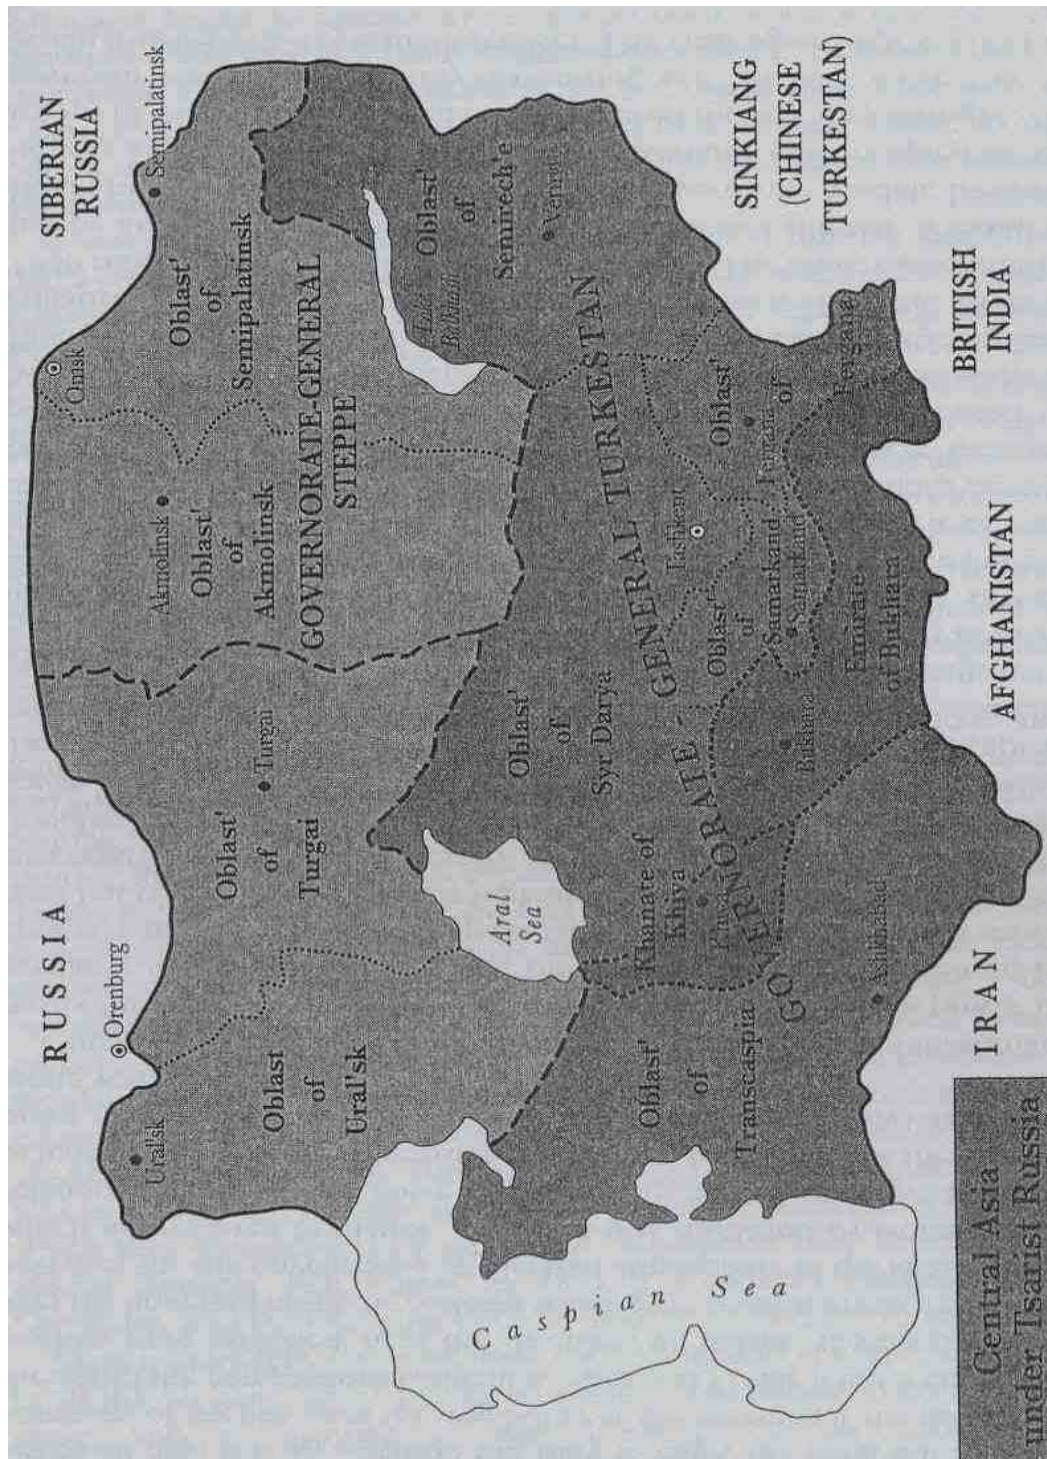 RUSSIA
SIBERIAN
RUSSIA
Ural'sk
Orenburg
Omsk
Semipalatinsk
Oblast
of
Ural'sk
Oblast'
of
Turgai
Turgai
Akmolinsk
Oblast'
of
Akmolinsk
Oblast'
of
Semipalatinsk
GOVERNORATE-GENERAL
STEPPE
Caspian Sea
Aral
Sea
Lake
Oblast'
of
Semirech'e
Oblast'
of
Syr Darya
GOVERNORATE GENERAL TURKESTAN
Oblast'
of
Transcaspia
Khanate of
Khiva
Ashkhabad
Tashkent
Oblast'
of
Samarkand
Samarkand
Oblast'
of
Fergana
Bukhara
Emirate
of Bukhara
SINKIANG
(CHINESE
TURKESTAN)
BRITISH
INDIA
AFGHANISTAN
IRAN
Central Asia
under Tsarist Russia